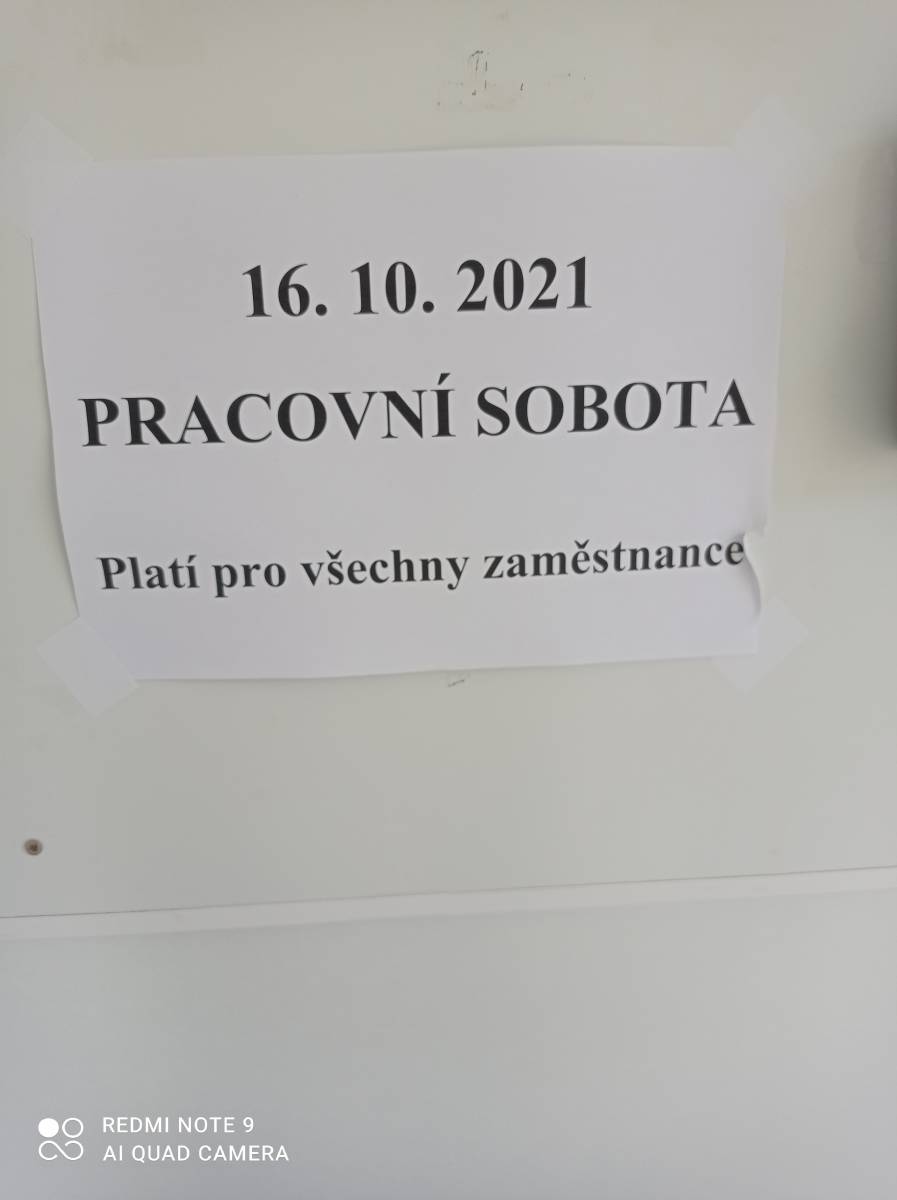 16. 10. 2021
PRACOVNÍ SOBOTA
Platí pro všechny zaměstnance
REDMI NOTE 9
AI QUAD CAMERA